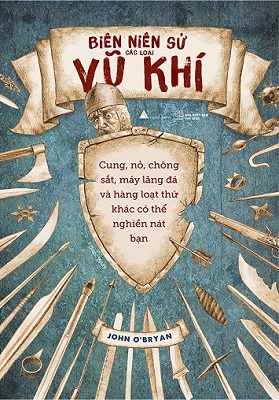 BIÊN NIÊN SỬ
CÁC LOẠI
VŨ KHÍ
Cung, nỏ, chông
sắt, máy lăng đá
và hàng loạt thứ
khác có thể
nghiền nát
bạn
JOHN O'BRYAN